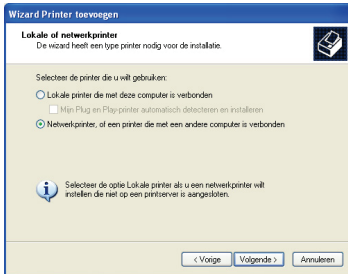 Wizard Printer toevoegen
Lokale of netwerkprinter
De wizard heeft een type printer nodig voor de installatie.
Selecteer de printer die u wilt gebruiken:
Lokale printer die met deze computer is verbonden
Mijn Plug en Play-printer automatisch detecteren en installeren
Netwerkprinter, of een printer die met een andere computer is verbonden
Selecteer de optie Lokale printer als u een netwerkprinter wilt
instellen die niet op een printserver is aangesloten.
< Vorige Volgende > Annuleren